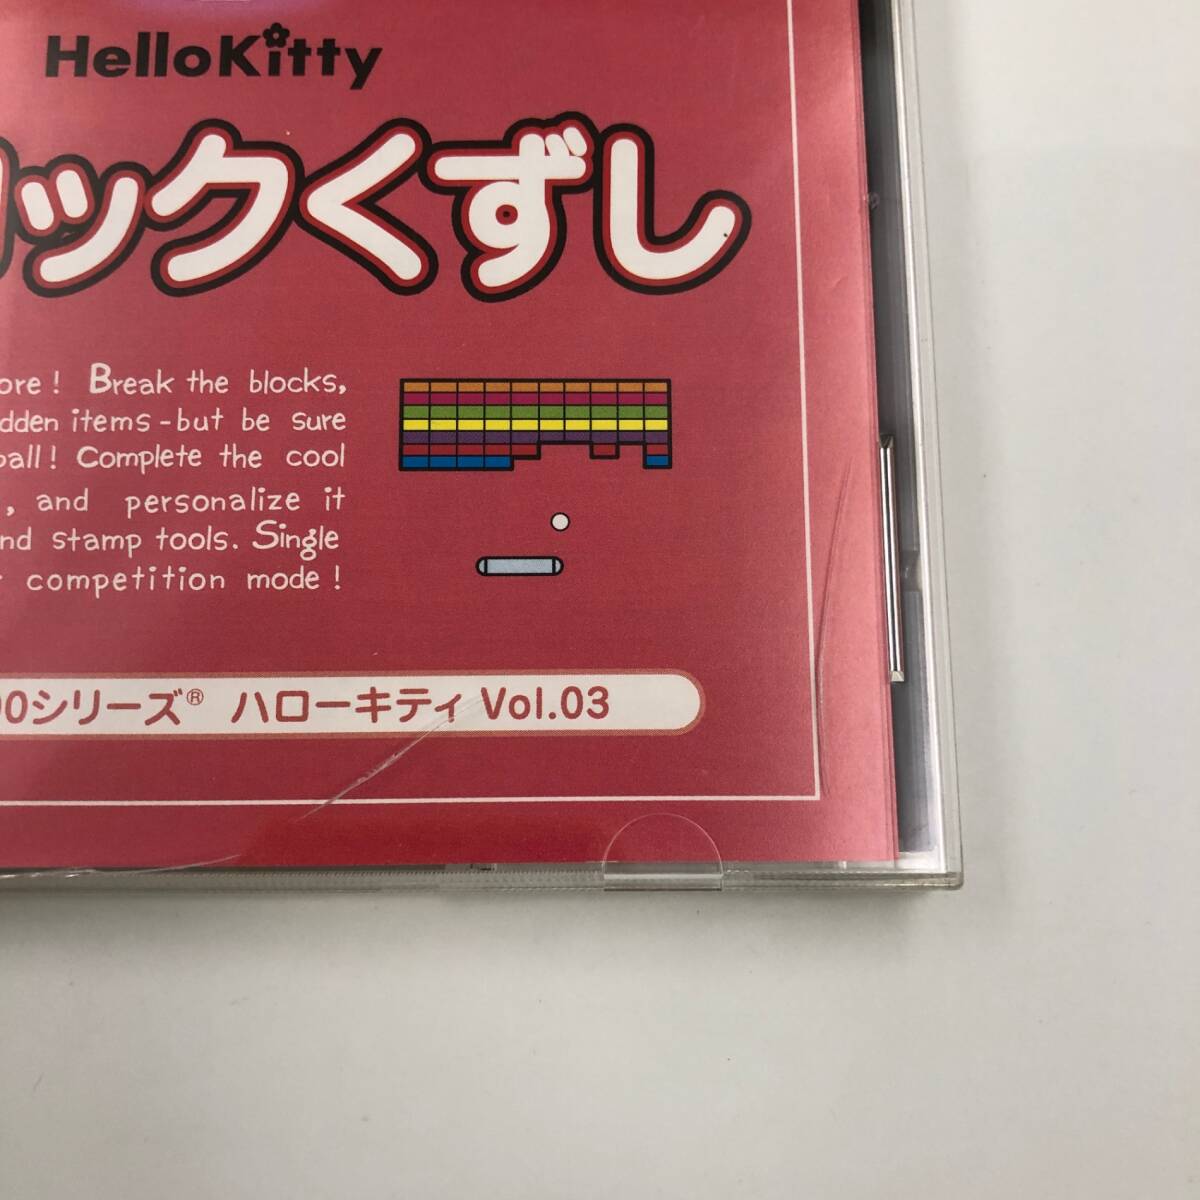 HelloKitty
ックくずし
ore! Break the blocks,
dden items-but be sure
ball! Complete the cool
, and personalize it
nd stamp tools. Single
competition mode!
00シリーズ® ハローキティ Vol.03